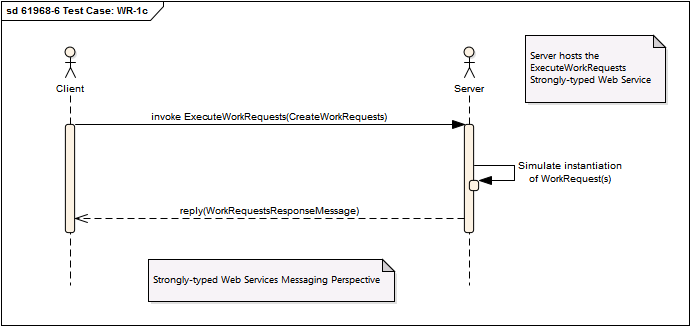 sd 61968-6 Test Case: WR-1c
Server hosts the
ExecuteWorkRequests
Strongly-typed Web Service
Client
Server
invoke ExecuteWorkRequests(CreateWorkRequests)
Simulate instantiation
of WorkRequest(s)
reply(WorkRequestsResponseMessage)
Strongly-typed Web Services Messaging Perspective